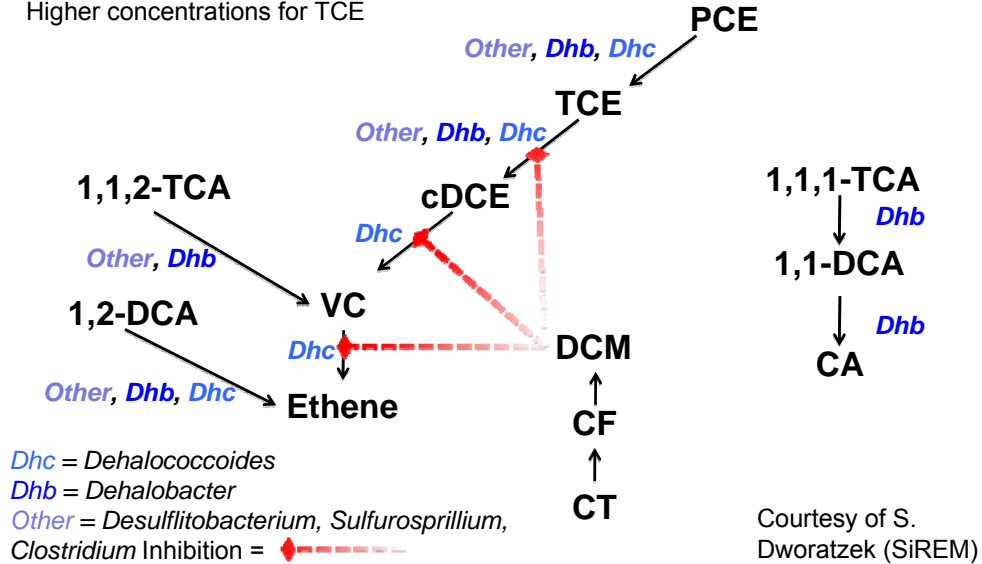 Higher concentrations for TCE
PCE
Other, Dhb, Dhc
TCE
Other, Dhb, Dhc
1,1,2-TCA
cDCE
1,1,1-TCA
Dhb
Dhc
Other, Dhb
1,1-DCA
1,2-DCA
VC
Dhb
Dhc
DCM
CA
Other, Dhb, Dhc
Ethene
CF
Dhc = Dehalococcoides
Dhb = Dehalobacter
CT
Other = Desulflitobacterium, Sulfurosprillium,
Clostridium Inhibition =
Courtesy of S.
Dworatzek (SiREM)